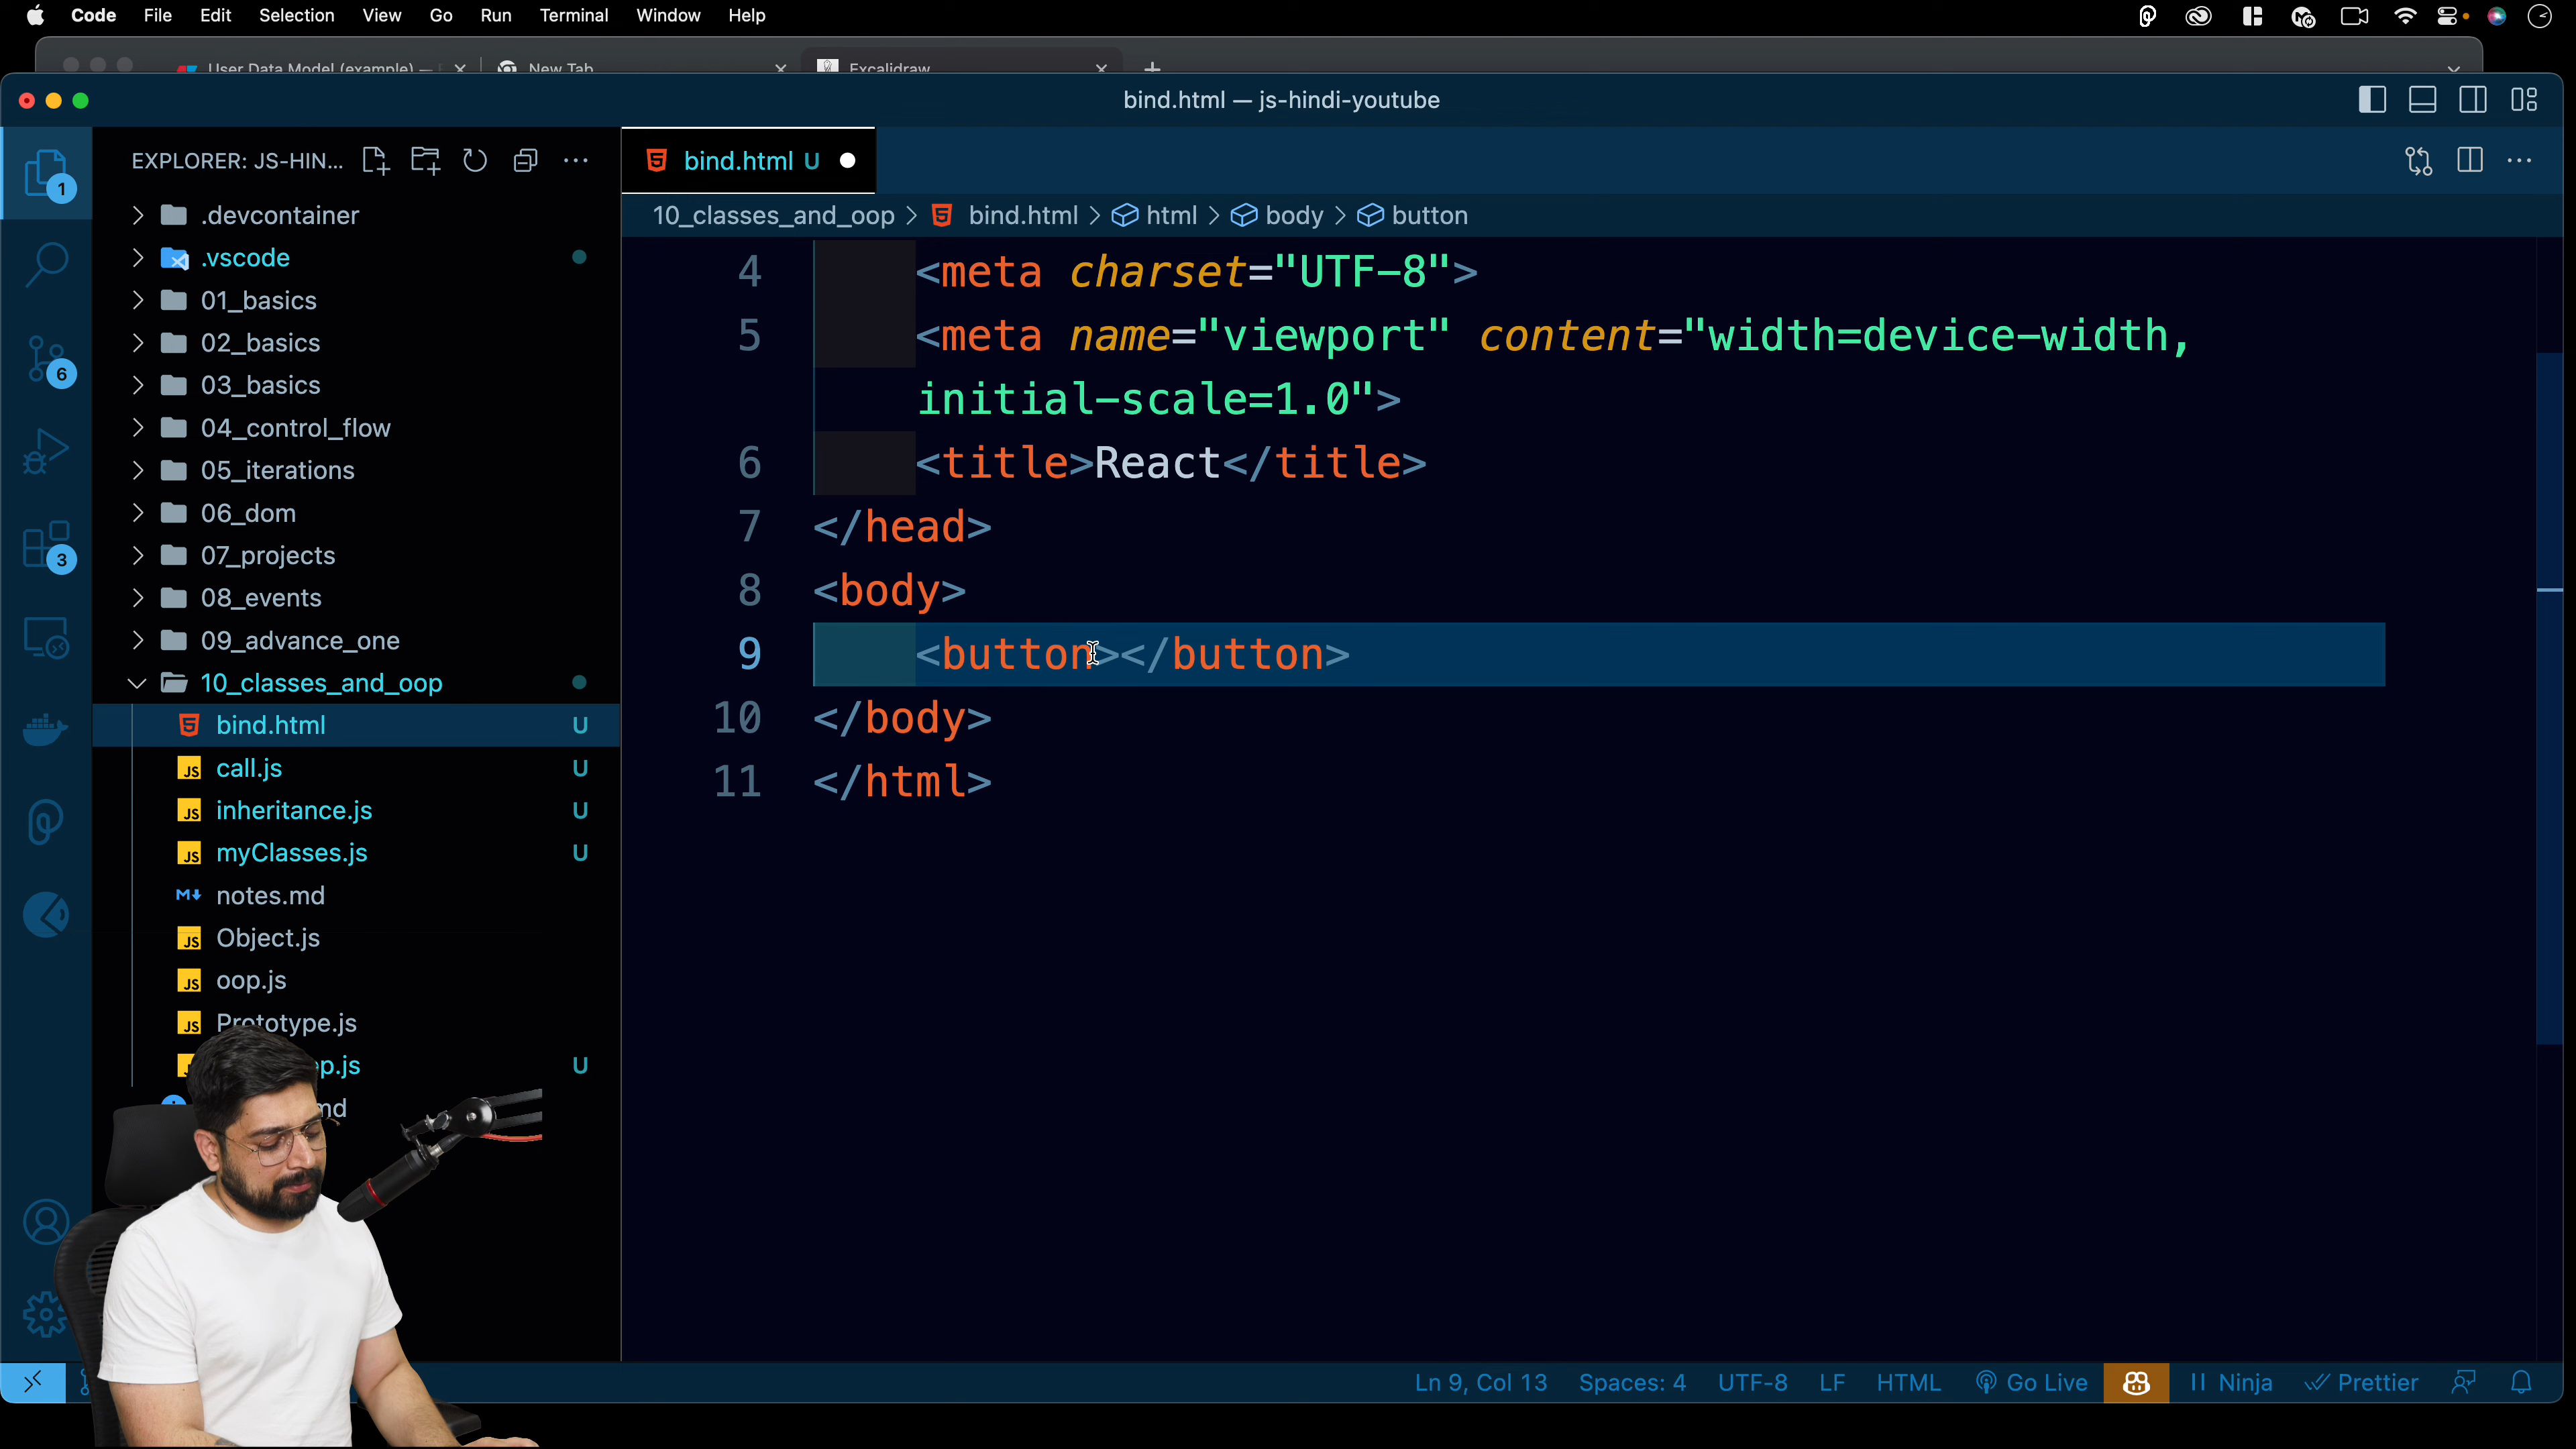 Code File Edit Selection View Go Run Terminal Window Help
User Data Model (example) — New Tab Excalidraw
bind.html — js-hindi-youtube
EXPLORER: JS-HIN...
bind.html U
10_classes_and_oop > bind.html > html > body > button
.devcontainer
.vscode
01_basics
02_basics
03_basics
04_control_flow
05_iterations
06_dom
07_projects
08_events
09_advance_one
10_classes_and_oop
bind.html U
call.js U
inheritance.js U
myClasses.js U
notes.md
Object.js
oop.js
Prototype.js
p.js U
md
1
6
3
4 <meta charset="UTF-8">
5 <meta name="viewport" content="width=device-width,
initial-scale=1.0">
6 <title>React</title>
7 </head>
8 <body>
9 <button></button>
10 </body>
11 </html>
Ln 9, Col 13 Spaces: 4 UTF-8 LF HTML Go Live Ninja Prettier